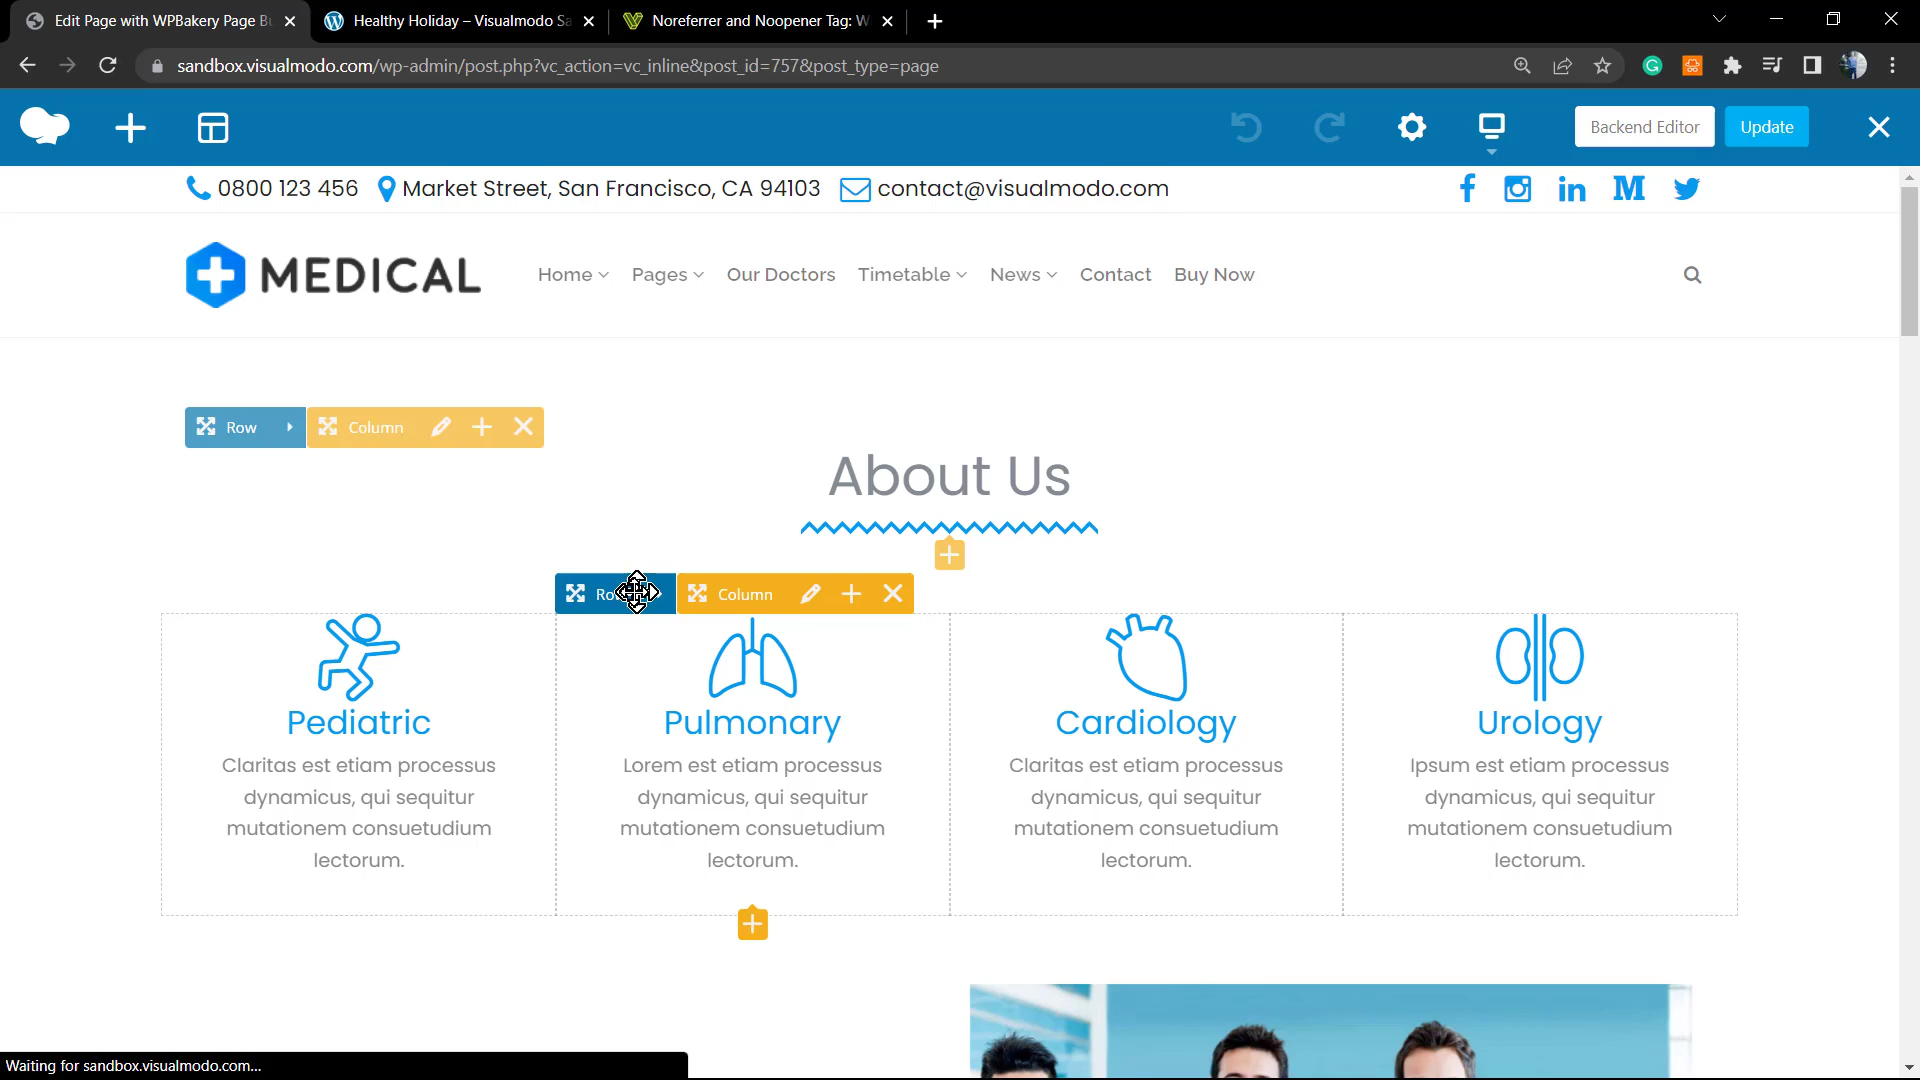 Edit Page with WPBakery Page Bu
Healthy Holiday – Visualmodo Sa
Noreferrer and Noopener Tag: W
sandbox.visualmodo.com/wp-admin/post.php?vc_action=vc_inline&post_id=757&post_type=page
Backend Editor
Update
0800 123 456
Market Street, San Francisco, CA 94103
contact@visualmodo.com
MEDICAL
Home
Pages
Our Doctors
Timetable
News
Contact
Buy Now
Row
Column
About Us
Column
Pediatric
Claritas est etiam processus
dynamicus, qui sequitur
mutationem consuetudium
lectorum.
Pulmonary
Lorem est etiam processus
dynamicus, qui sequitur
mutationem consuetudium
lectorum.
Cardiology
Claritas est etiam processus
dynamicus, qui sequitur
mutationem consuetudium
lectorum.
Urology
Ipsum est etiam processus
dynamicus, qui sequitur
mutationem consuetudium
lectorum.
Waiting for sandbox.visualmodo.com...